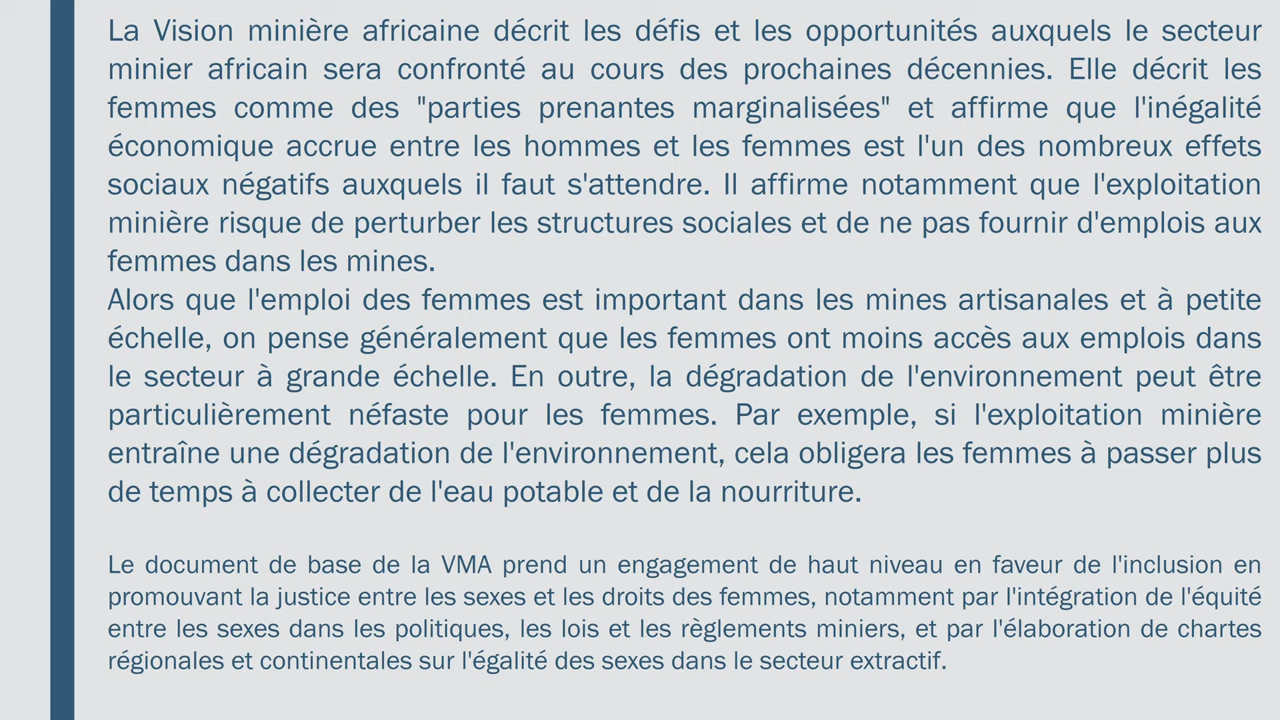 La Vision minière africaine décrit les défis et les opportunités auxquels le secteur
minier africain sera confronté au cours des prochaines décennies. Elle décrit les
femmes comme des "parties prenantes marginalisées" et affirme que l'inégalité
économique accrue entre les hommes et les femmes est l'un des nombreux effets
sociaux négatifs auxquels il faut s'attendre. Il affirme notamment que l'exploitation
minière risque de perturber les structures sociales et de ne pas fournir d'emplois aux
femmes dans les mines.
Alors que l'emploi des femmes est important dans les mines artisanales et à petite
échelle, on pense généralement que les femmes ont moins accès aux emplois dans
le secteur à grande échelle. En outre, la dégradation de l'environnement peut être
particulièrement néfaste pour les femmes. Par exemple, si l'exploitation minière
entraîne une dégradation de l'environnement, cela obligera les femmes à passer plus
de temps à collecter de l'eau potable et de la nourriture.
Le document de base de la VMA prend un engagement de haut niveau en faveur de l'inclusion en
promouvant la justice entre les sexes et les droits des femmes, notamment par l'intégration de l'équité
entre les sexes dans les politiques, les lois et les règlements miniers, et par l'élaboration de chartes
régionales et continentales sur l'égalité des sexes dans le secteur extractif.